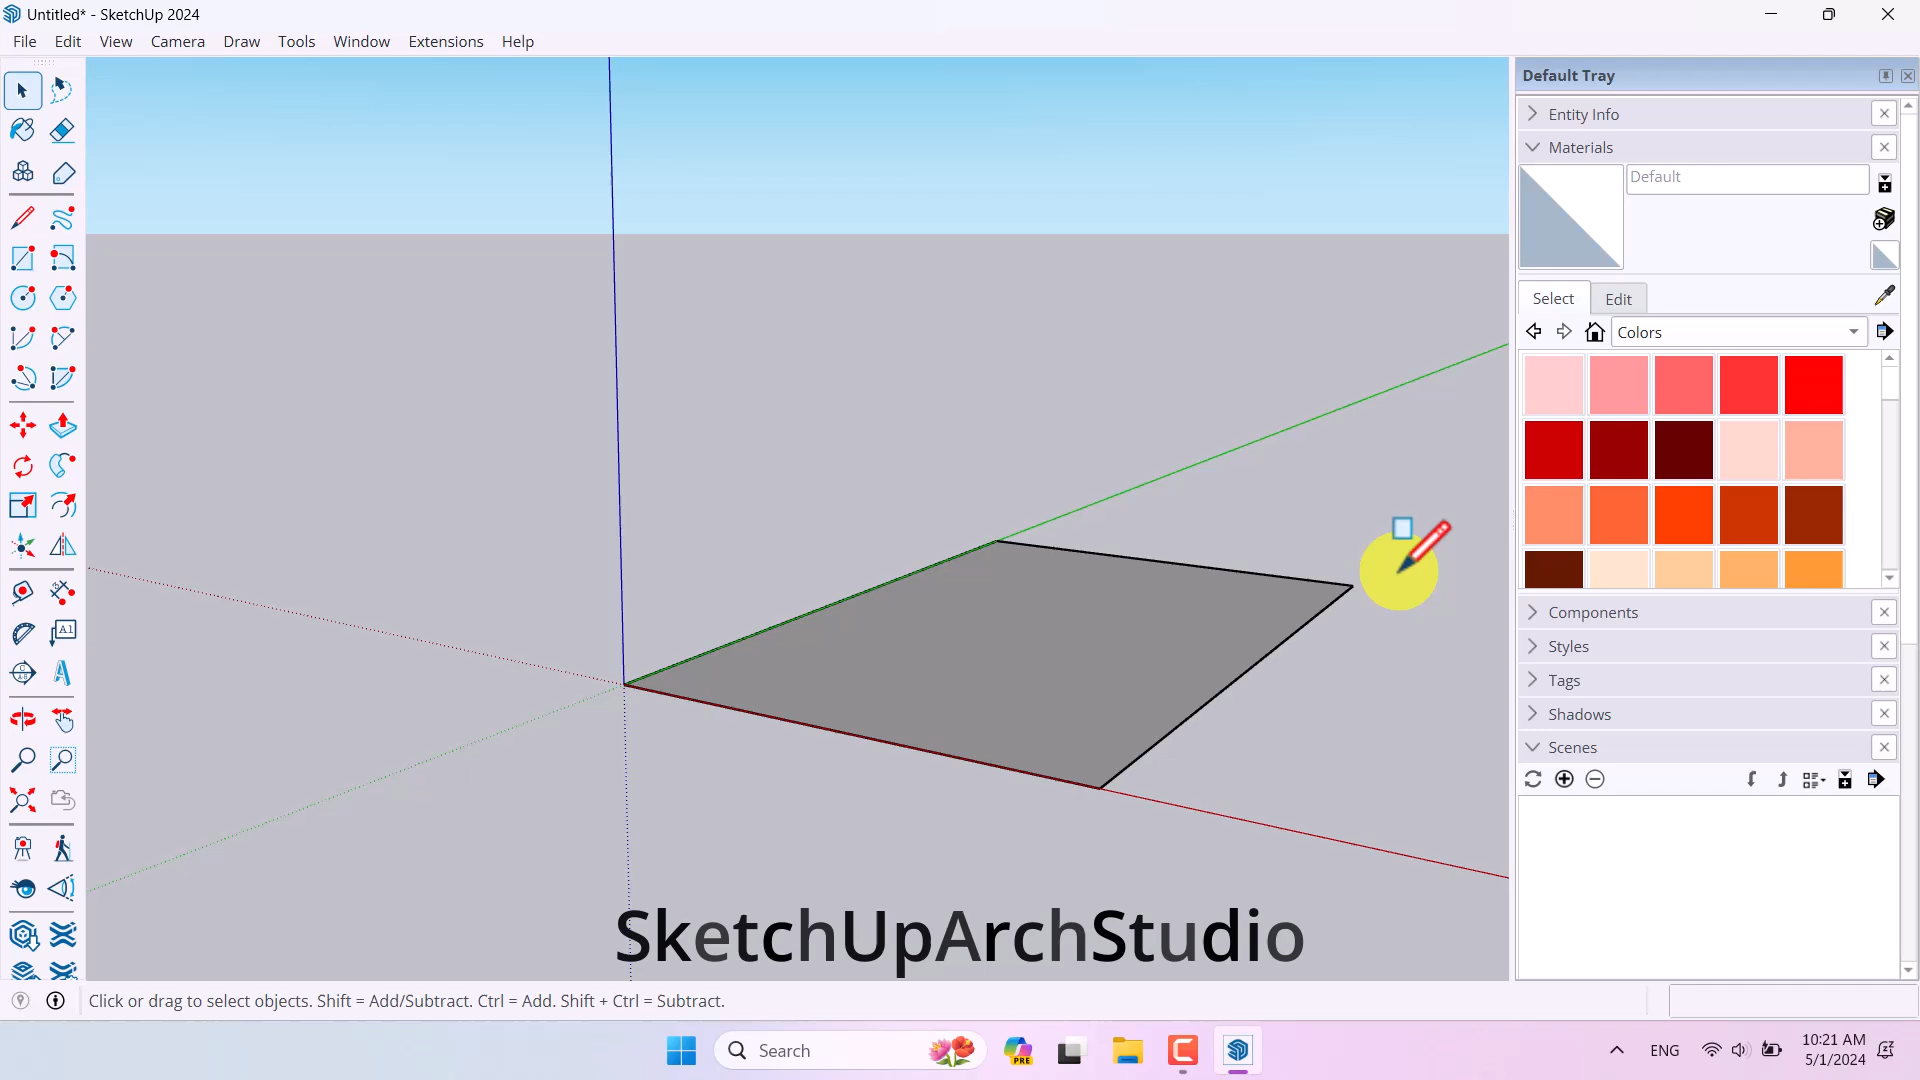 Untitled* - SketchUp 2024
File Edit View Camera Draw Tools Window Extensions Help
Default Tray
Entity Info
Materials
Default
Select Edit
Colors
Components
Styles
Tags
Shadows
Scenes
A1
SketchUpArchStudio
Click or drag to select objects. Shift = Add/Subtract. Ctrl = Add. Shift + Ctrl = Subtract.
Search
PRE
ENG
10:21 AM
5/1/2024